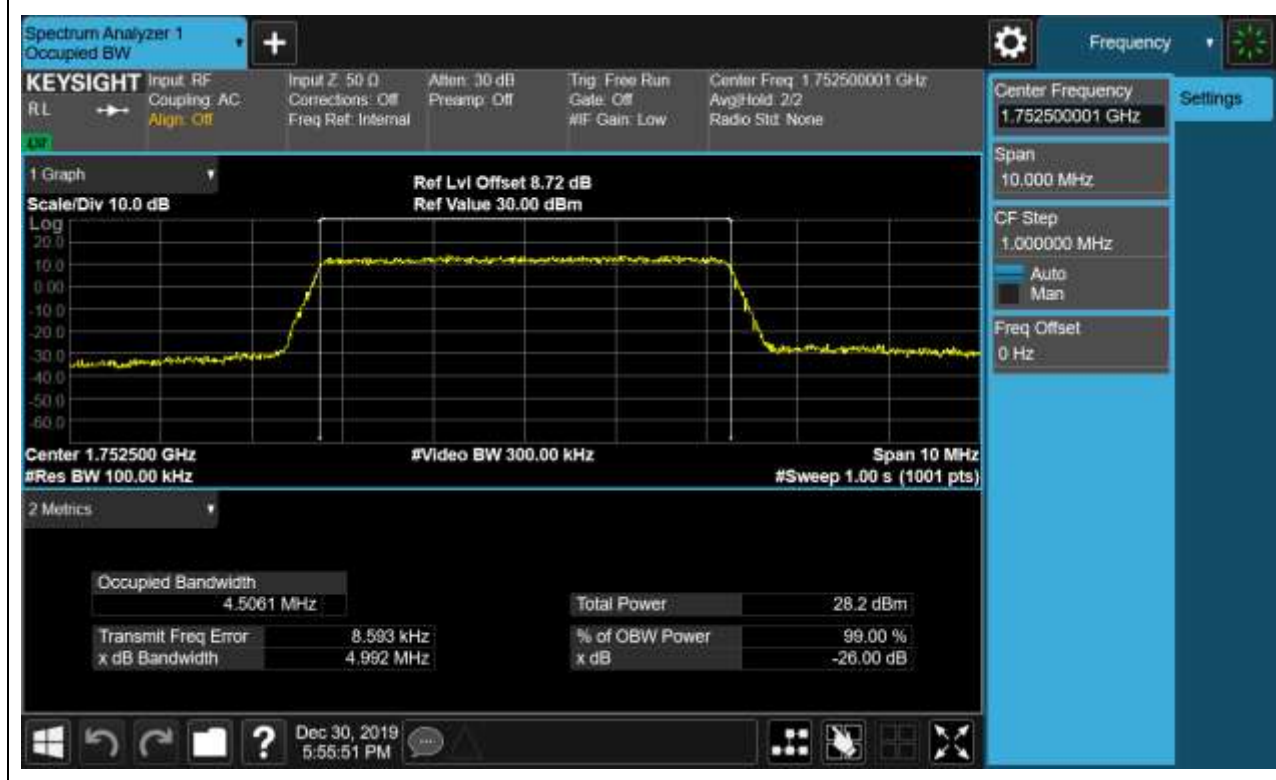 Spectrum Analyzer 1
Occupied BW
+
Frequency
KEYSIGHT
RL
Input: RF
Coupling: AC
Align: Off
Input Z: 50 Ω
Corrections: Off
Freq Ref: Internal
Atten: 30 dB
Preamp: Off
Trig: Free Run
Gate: Off
#IF Gain: Low
Center Freq: 1.752500001 GHz
Avg|Hold: 2/2
Radio Std: None
Center Frequency
1.752500001 GHz
Settings
Span
10.000 MHz
CF Step
1.000000 MHz
Auto
Man
Freq Offset
0 Hz
1 Graph
Scale/Div 10.0 dB
Ref Lvl Offset 8.72 dB
Ref Value 30.00 dBm
Log
20.0
10.0
0.00
-10.0
-20.0
-30.0
-40.0
-50.0
-60.0
Center 1.752500 GHz
#Video BW 300.00 kHz
Span 10 MHz
#Res BW 100.00 kHz
#Sweep 1.00 s (1001 pts)
2 Metrics
Occupied Bandwidth
4.5061 MHz
Total Power 28.2 dBm
Transmit Freq Error 8.593 kHz
% of OBW Power 99.00 %
x dB Bandwidth 4.992 MHz
x dB -26.00 dB
?
Dec 30, 2019
5:55:51 PM